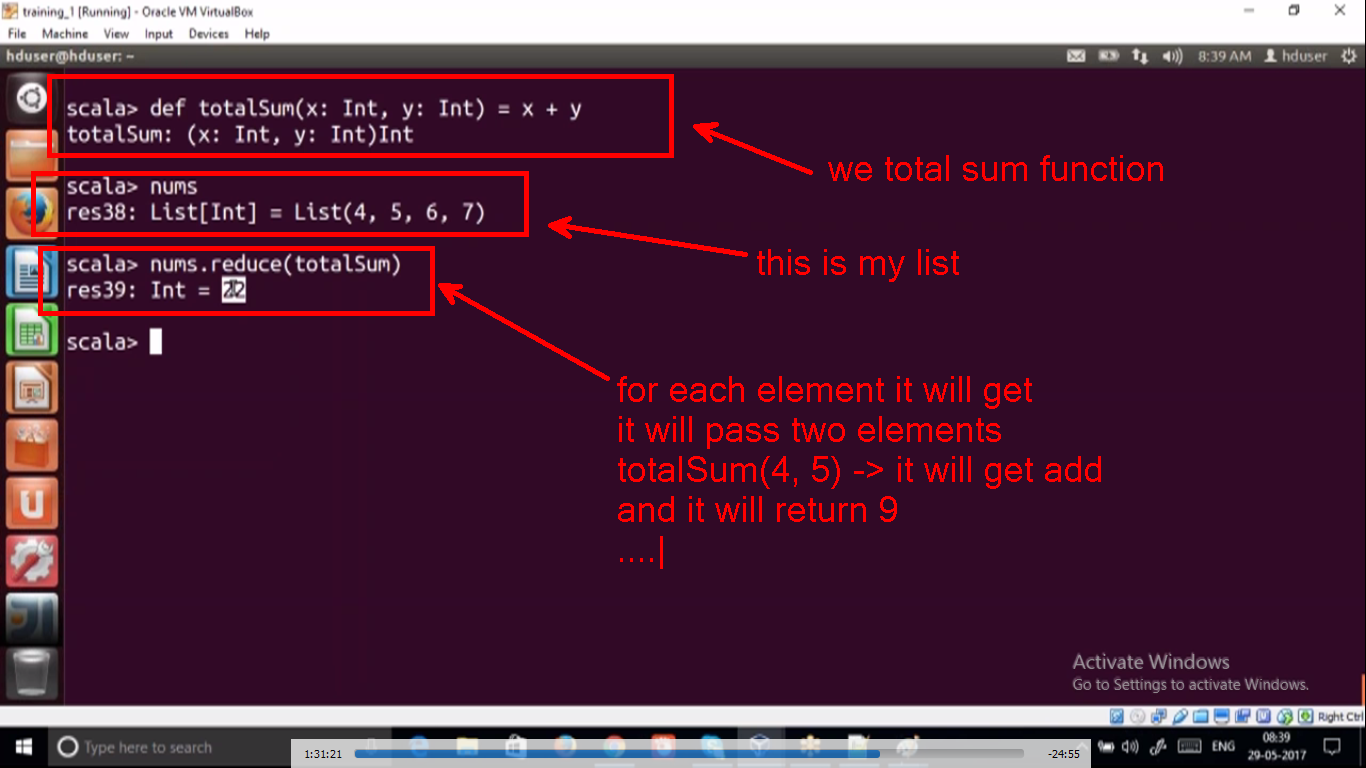 training_1 [Running] - Oracle VM VirtualBox
File Machine View Input Devices Help
hduser@hduser: ~
8:39 AM hduser
scala> def totalSum(x: Int, y: Int) = x + y
totalSum: (x: Int, y: Int)Int
we total sum function
scala> nums
res38: List[Int] = List(4, 5, 6, 7)
this is my list
scala> nums.reduce(totalSum)
res39: Int = 22
scala>
for each element it will get
it will pass two elements
totalSum(4, 5) -> it will get add
and it will return 9
....|
Activate Windows
Go to Settings to activate Windows.
Right Ctrl
Type here to search
1:31:21
-24:55
ENG
08:39
29-05-2017